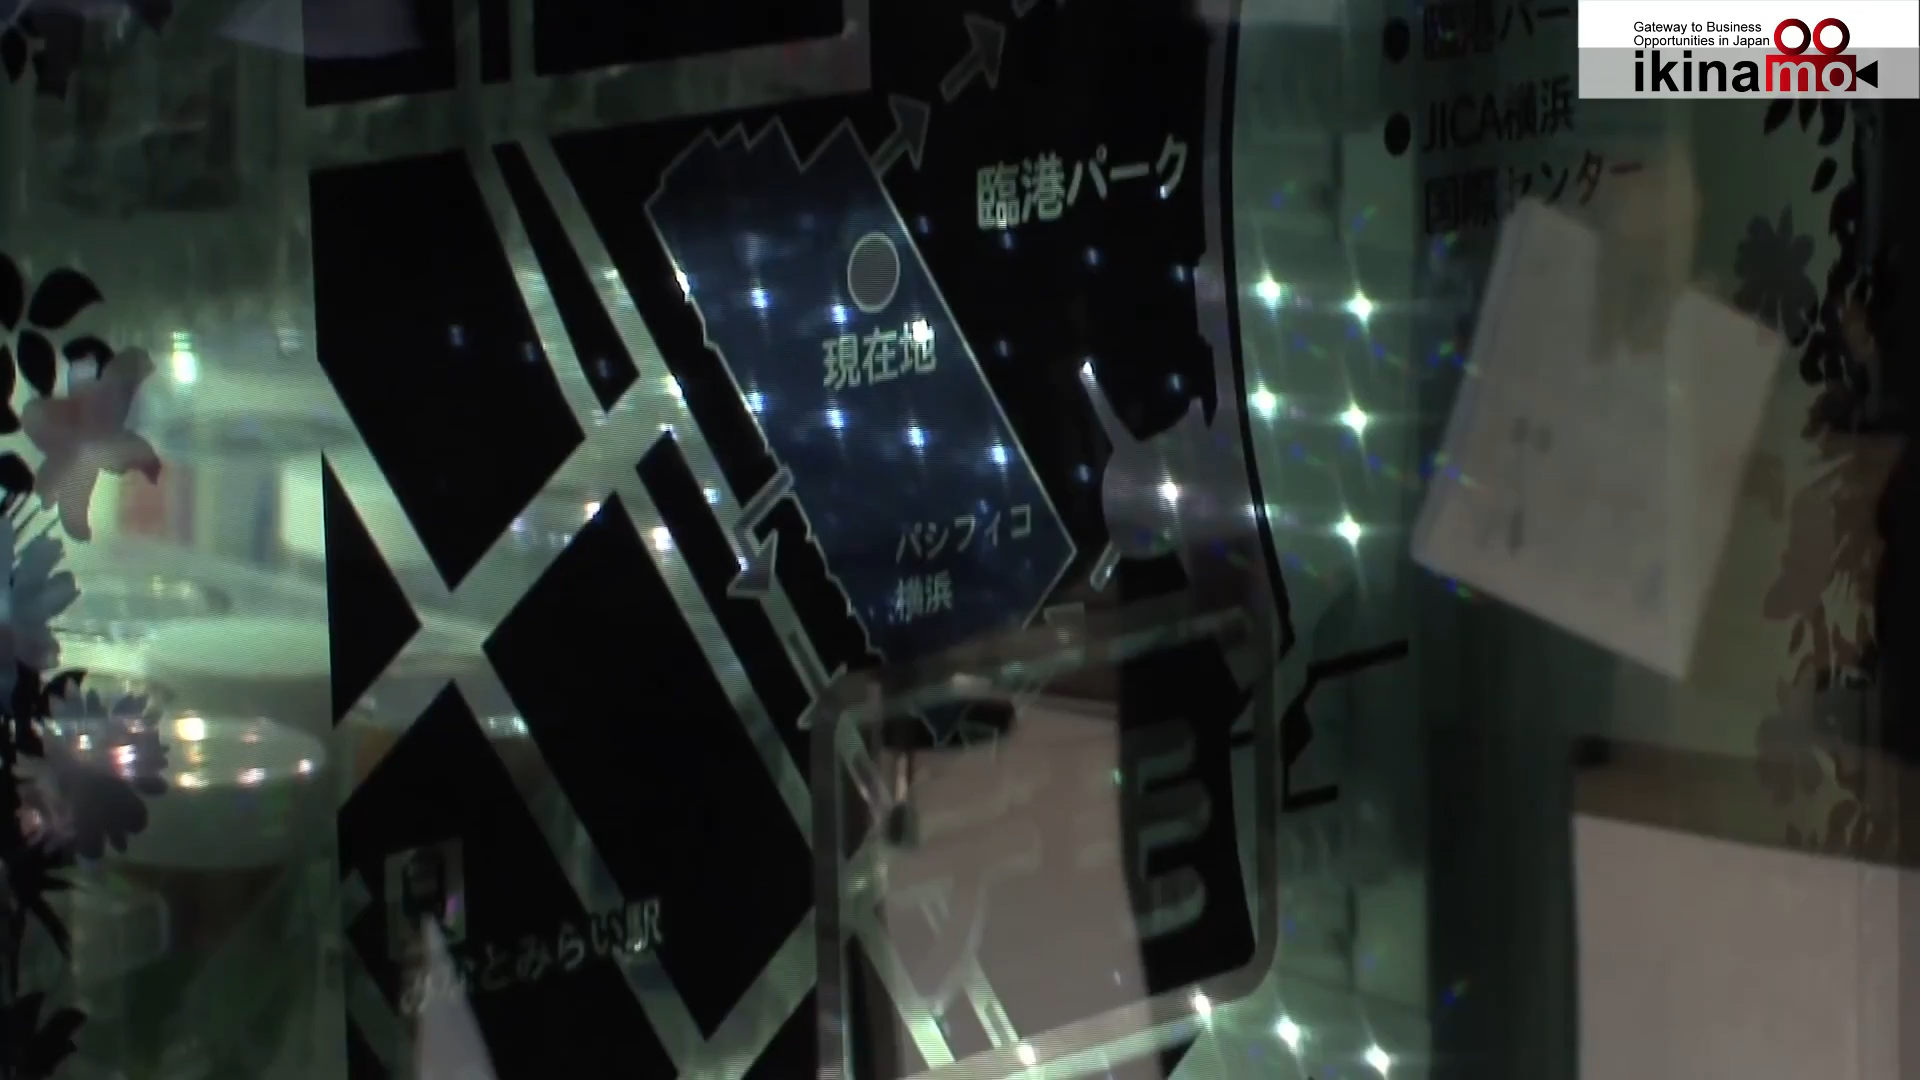 Gateway to Business
Opportunities in Japan
ikinamo
臨港パー
JICA横浜
国際センター
臨港パーク
現在地
パシフィコ
横浜
みなとみらい駅